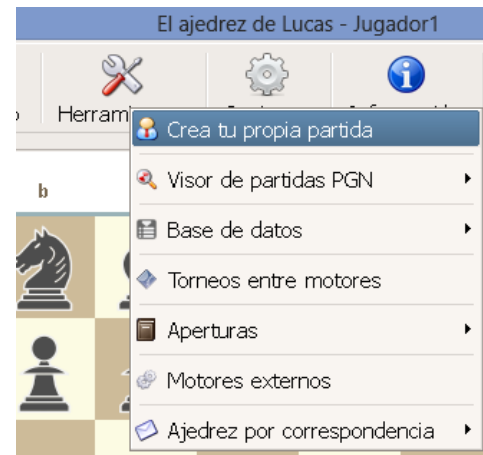 El ajedrez de Lucas - Jugador1
Crea tu propia partida
b
Visor de partidas PGN
Base de datos
Torneos entre motores
Aperturas
Motores externos
Ajedrez por correspondencia